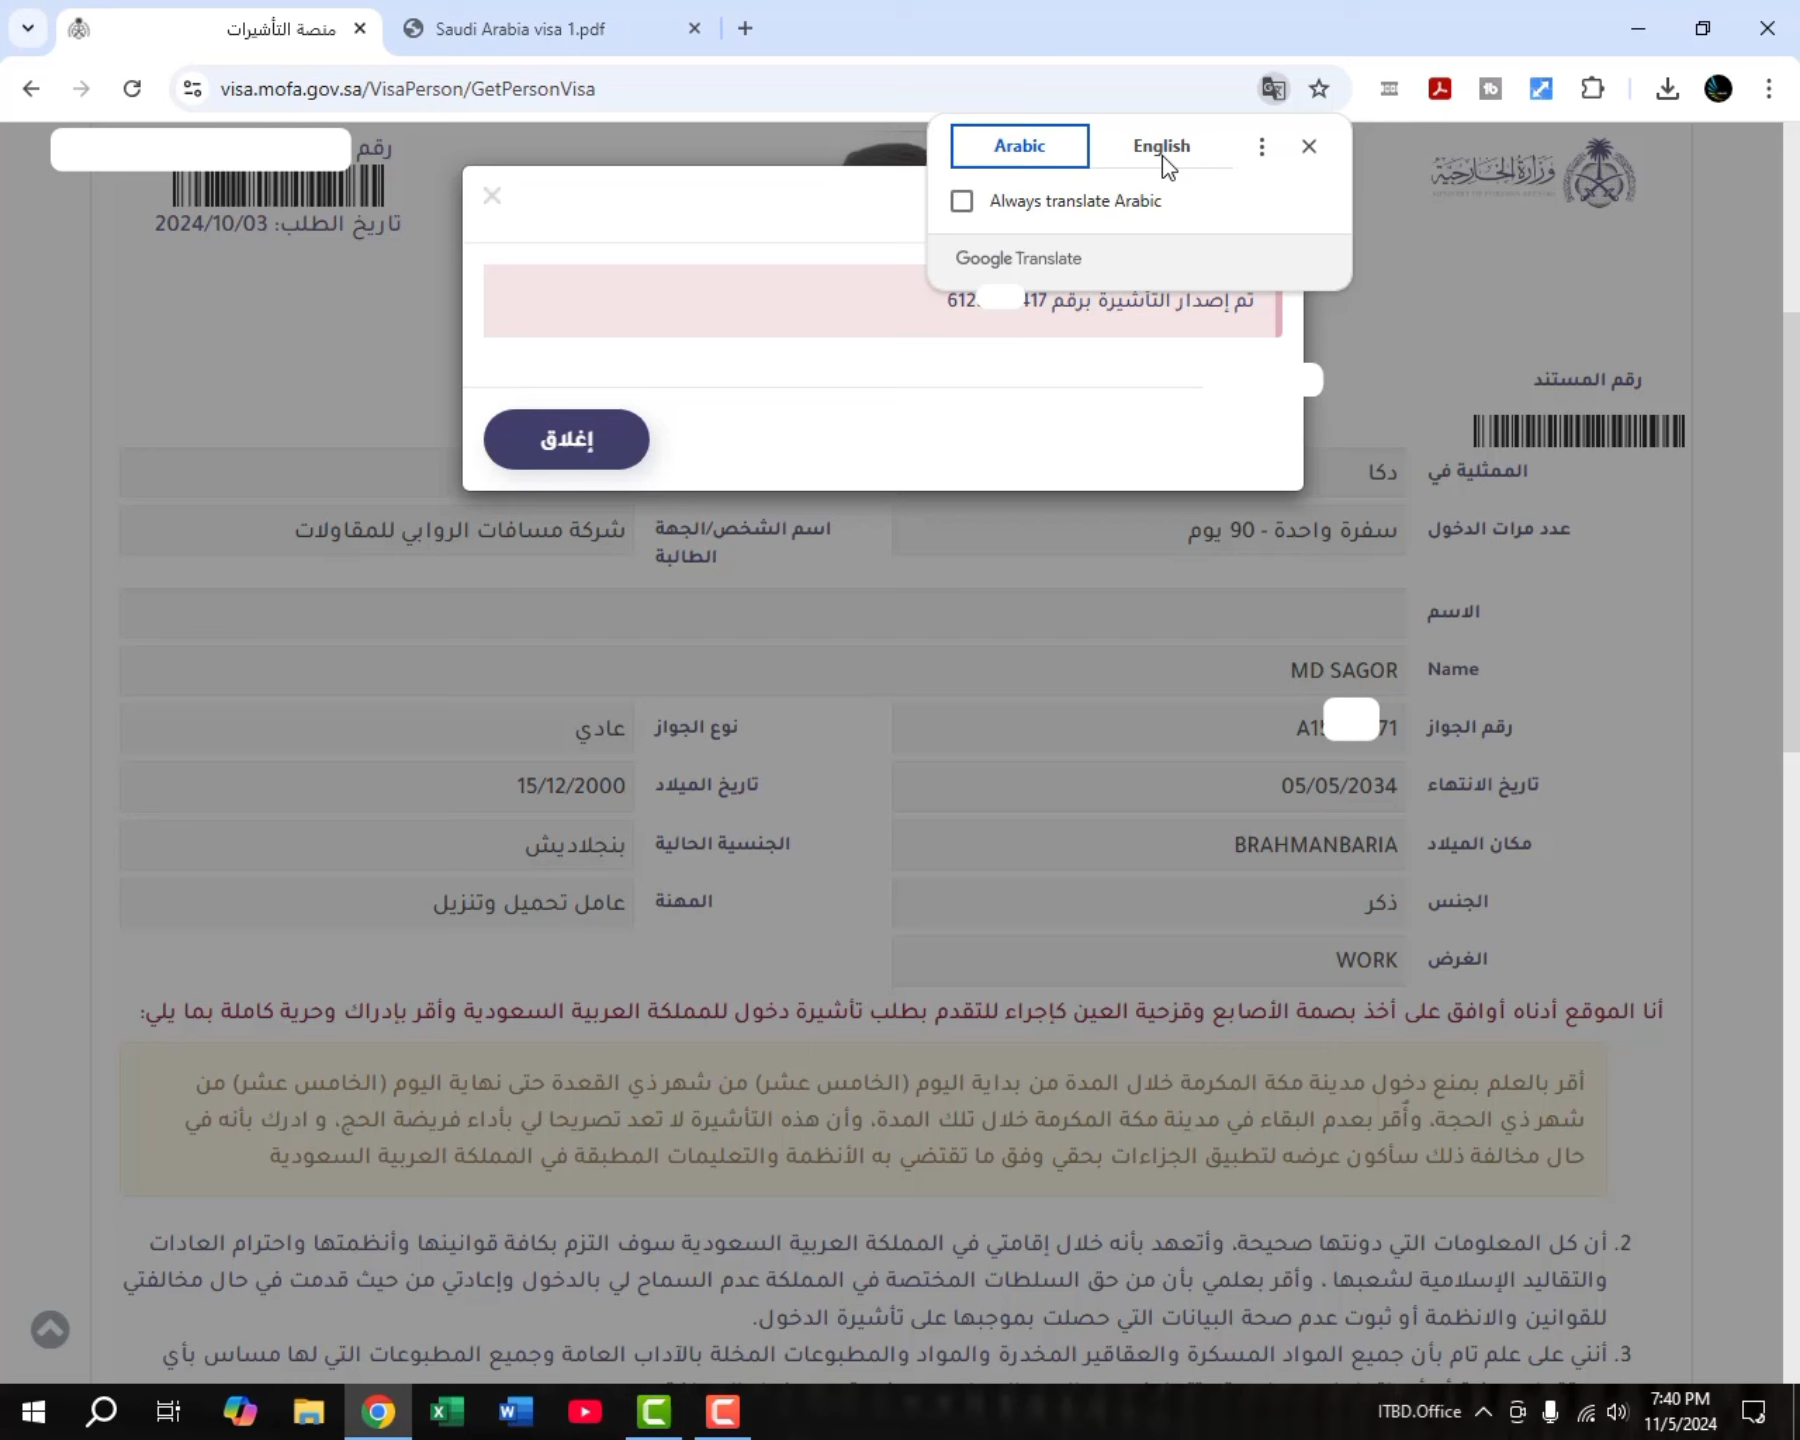 منصة التأشيرات
Saudi Arabia visa 1.pdf
visa.mofa.gov.sa/VisaPerson/GetPersonVisa
Arabic
English
Always translate Arabic
Google Translate
رقم
تاريخ الطلب: 2024/10/03
وزارة الخارجية
MINISTRY OF FOREIGN AFFAIRS
تم إصدار التأشيرة برقم 612 417
إغلاق
رقم المستند
الممثلية في
دكا
عدد مرات الدخول
سفرة واحدة - 90 يوم
اسم الشخص/الجهة
الطالبة
شركة مسافات الروابي للمقاولات
الاسم
Name
MD SAGOR
رقم الجواز
A15 71
نوع الجواز
عادي
تاريخ الانتهاء
05/05/2034
تاريخ الميلاد
15/12/2000
مكان الميلاد
BRAHMANBARIA
الجنسية الحالية
بنجلاديش
الجنس
ذكر
المهنة
عامل تحميل وتنزيل
الغرض
WORK
أنا الموقع أدناه أوافق على أخذ بصمة الأصابع وقزحية العين كإجراء للتقدم بطلب تأشيرة دخول للمملكة العربية السعودية وأقر بإدراك وحرية كاملة بما يلي:
أقر بالعلم بمنع دخول مدينة مكة المكرمة خلال المدة من بداية اليوم (الخامس عشر) من شهر ذي القعدة حتى نهاية اليوم (الخامس عشر) من
شهر ذي الحجة، وأُقر بعدم البقاء في مدينة مكة المكرمة خلال تلك المدة، وأن هذه التأشيرة لا تعد تصريحا لي بأداء فريضة الحج، و ادرك بأنه في
حال مخالفة ذلك سأكون عرضه لتطبيق الجزاءات بحقي وفق ما تقتضي به الأنظمة والتعليمات المطبقة في المملكة العربية السعودية
2. أن كل المعلومات التي دونتها صحيحة، وأتعهد بأنه خلال إقامتي في المملكة العربية السعودية سوف التزم بكافة قوانينها وأنظمتها واحترام العادات
والتقاليد الإسلامية لشعبها ، وأقر بعلمي بأن من حق السلطات المختصة في المملكة عدم السماح لي بالدخول وإعادتي من حيث قدمت في حال مخالفتي
للقوانين والانظمة أو ثبوت عدم صحة البيانات التي حصلت بموجبها على تأشيرة الدخول.
3. أنني على علم تام بأن جميع المواد المسكرة والعقاقير المخدرة والمواد والمطبوعات المخلة بالآداب العامة وجميع المطبوعات التي لها مساس بأي
ITBD.Office
7:40 PM
11/5/2024